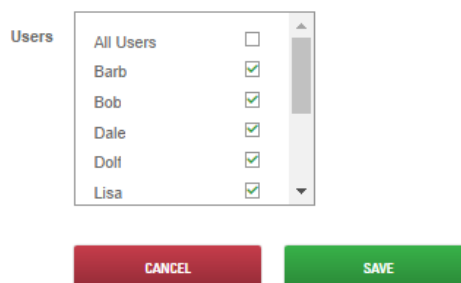 Users
All Users
Barb
Bob
Dale
Dolf
Lisa
CANCEL SAVE